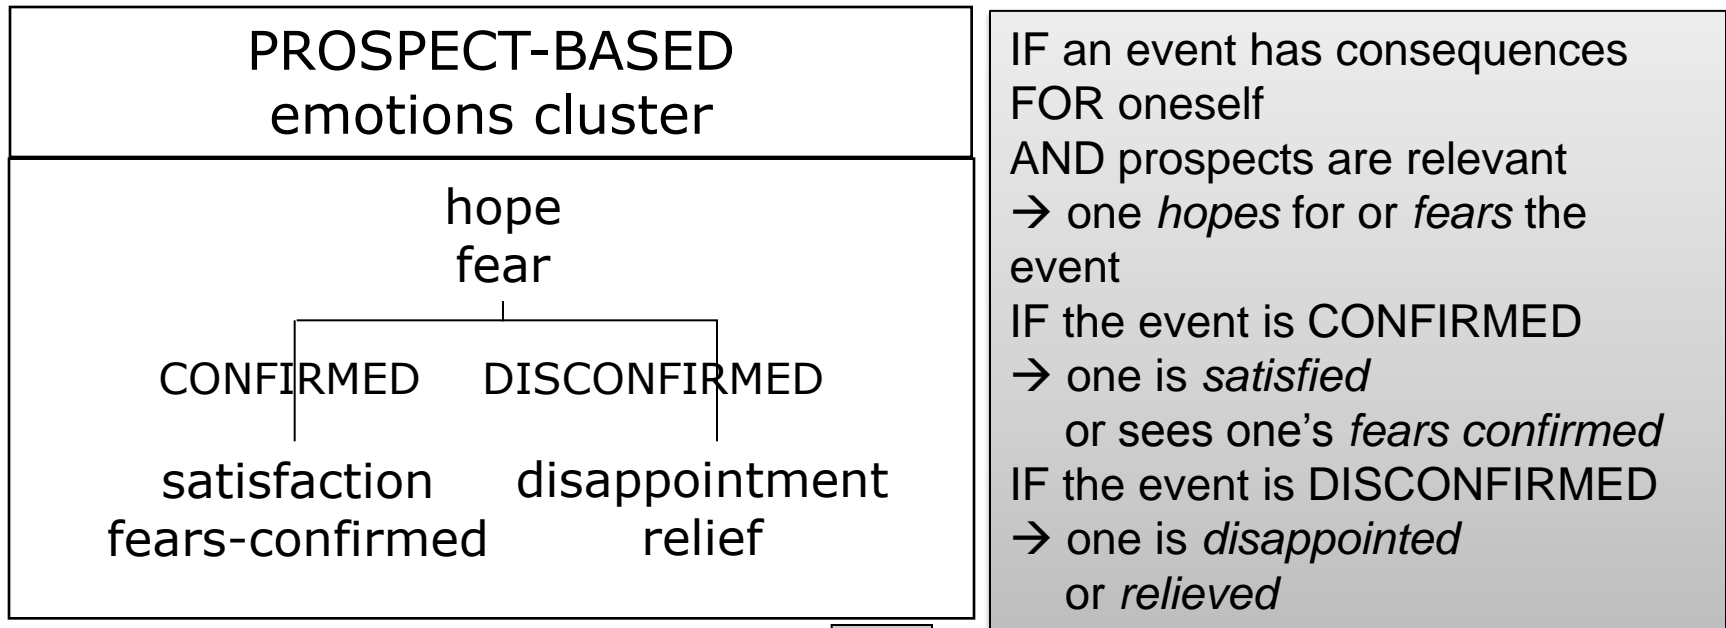 PROSPECT-BASED
emotions cluster
hope
fear
CONFIRMED DISCONFIRMED
satisfaction disappointment
fears-confirmed relief
IF an event has consequences
FOR oneself
AND prospects are relevant
→ one hopes for or fears the
event
IF the event is CONFIRMED
→ one is satisfied
or sees one’s fears confirmed
IF the event is DISCONFIRMED
→ one is disappointed
or relieved